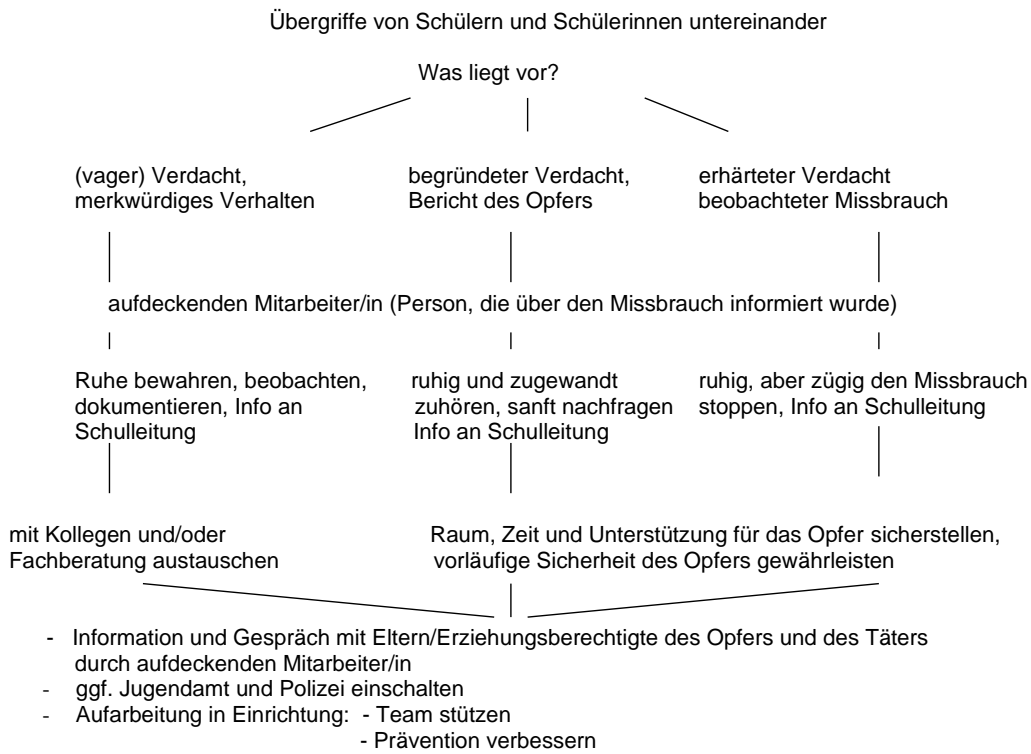 Übergriffe von Schülern und Schülerinnen untereinander
Was liegt vor?
(vager) Verdacht,
merkwürdiges Verhalten
begründeter Verdacht,
Bericht des Opfers
erhärteter Verdacht
beobachteter Missbrauch
aufdeckenden Mitarbeiter/in (Person, die über den Missbrauch informiert wurde)
Ruhe bewahren, beobachten,
dokumentieren, Info an
Schulleitung
ruhig und zugewandt
zuhören, sanft nachfragen
Info an Schulleitung
ruhig, aber zügig den Missbrauch
stoppen, Info an Schulleitung
mit Kollegen und/oder
Fachberatung austauschen
Raum, Zeit und Unterstützung für das Opfer sicherstellen,
vorläufige Sicherheit des Opfers gewährleisten
- Information und Gespräch mit Eltern/Erziehungsberechtigte des Opfers und des Täters
durch aufdeckenden Mitarbeiter/in
- ggf. Jugendamt und Polizei einschalten
- Aufarbeitung in Einrichtung: - Team stützen
- Prävention verbessern